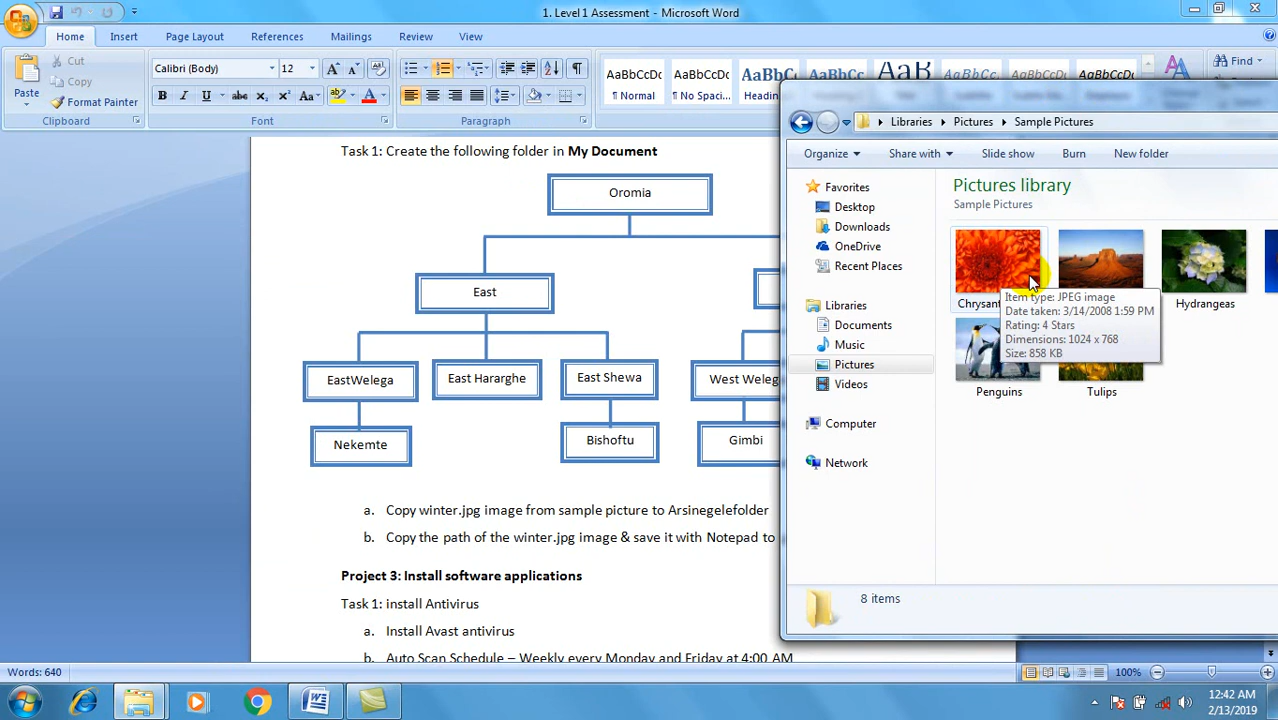 1. Level 1 Assessment - Microsoft Word
Home Insert Page Layout References Mailings Review View
Paste
Cut
Copy
Format Painter
Clipboard
Calibri (Body) 12
Font
Paragraph
AaBbCcDc
¶ Normal
AaBbCcDc
¶ No Spaci...
AaBbC
Heading
Find
Task 1: Create the following folder in My Document
Oromia
East
EastWelega
East Hararghe
East Shewa
West Weleg
Nekemte
Bishoftu
Gimbi
a. Copy winter.jpg image from sample picture to Arsinegelefolder
b. Copy the path of the winter.jpg image & save it with Notepad to
Project 3: Install software applications
Task 1: install Antivirus
a. Install Avast antivirus
b. Auto Scan Schedule – Weekly every Monday and Friday at 4:00 AM
Libraries Pictures Sample Pictures
Organize Share with Slide show Burn New folder
Favorites
Desktop
Downloads
OneDrive
Recent Places
Libraries
Documents
Music
Pictures
Videos
Computer
Network
Pictures library
Sample Pictures
Chrysant
Hydrangeas
Item type: JPEG image
Date taken: 3/14/2008 1:59 PM
Rating: 4 Stars
Dimensions: 1024 x 768
Size: 858 KB
Penguins
Tulips
8 items
Words: 640
100%
12:42 AM
2/13/2019